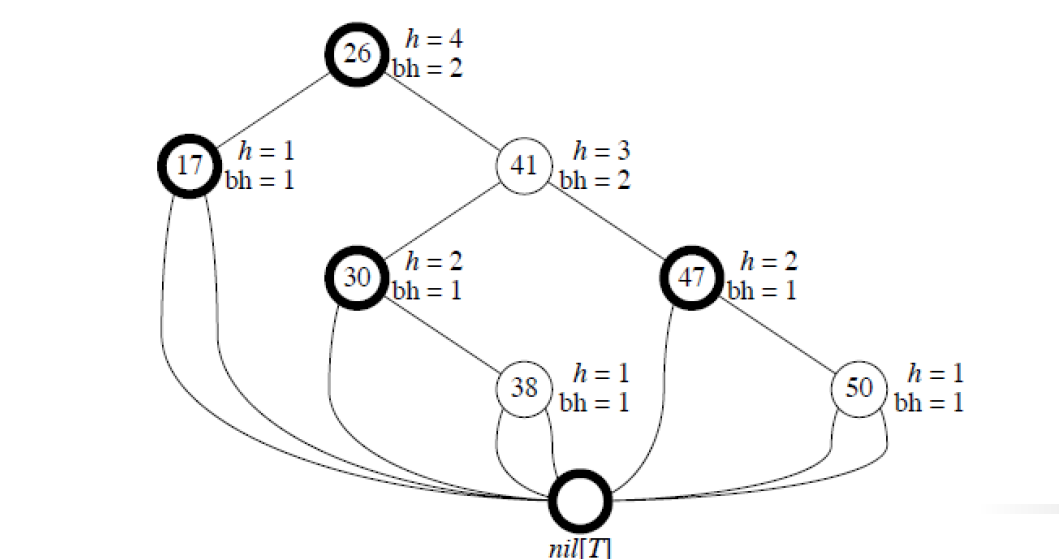 26 h = 4
bh = 2
17 h = 1
bh = 1
41 h = 3
bh = 2
30 h = 2
bh = 1
47 h = 2
bh = 1
38 h = 1
bh = 1
50 h = 1
bh = 1
nil[T]